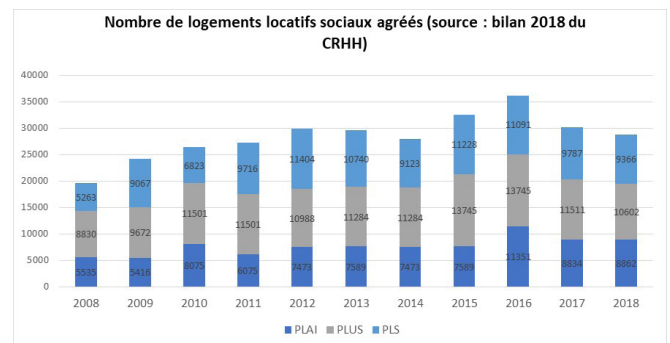 Nombre de logements locatifs sociaux agréés (source : bilan 2018 du
CRHH)
40000
35000
30000
25000
20000
15000
10000
5000
0
5263 9067 6823 9716 11404 10740 9123 11228 11091 9787 9366
8830 9672 11501 11501 10988 11284 11284 13745 13745 11511 10602
5535 5416 8075 6075 7473 7589 7473 7589 11351 8834 8862
2008 2009 2010 2011 2012 2013 2014 2015 2016 2017 2018
PLAI PLUS PLS